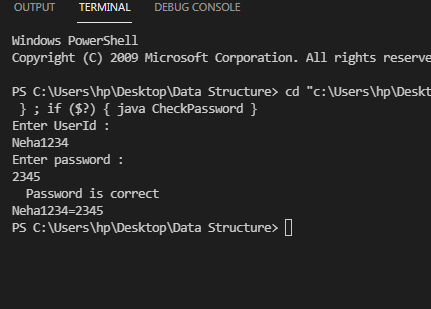 OUTPUT TERMINAL DEBUG CONSOLE
Windows PowerShell
Copyright (C) 2009 Microsoft Corporation. All rights reserve
PS C:\Users\hp\Desktop\Data Structure> cd "c:\Users\hp\Deskt
 } ; if ($?) { java CheckPassword }
Enter UserId :
Neha1234
Enter password :
2345
  Password is correct
Neha1234=2345
PS C:\Users\hp\Desktop\Data Structure>